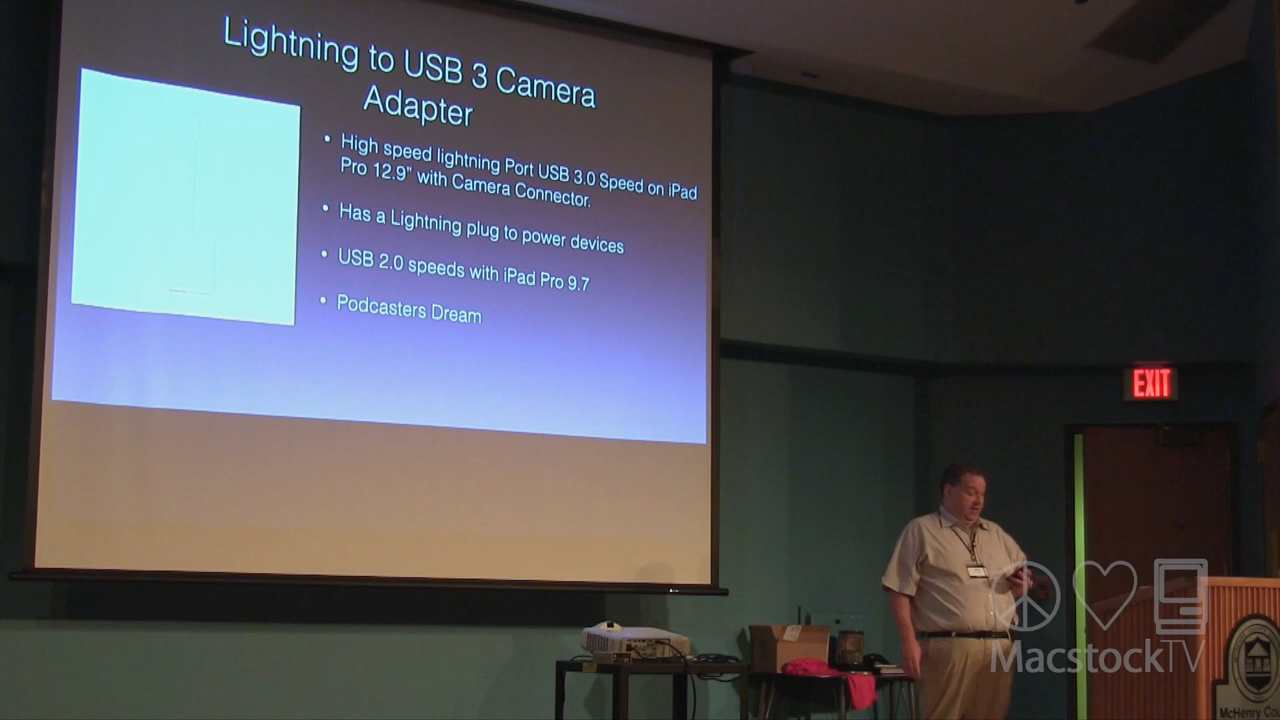 Lightning to USB 3 Camera
Adapter
• High speed lightning Port USB 3.0 Speed on iPad
Pro 12.9" with Camera Connector.
• Has a Lightning plug to power devices
• USB 2.0 speeds with iPad Pro 9.7
• Podcasters Dream
EXIT
MacstockTV
McHenry Cou